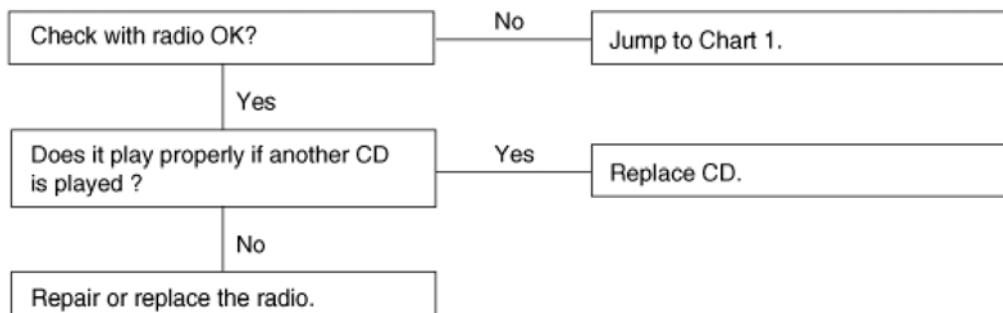 Check with radio OK?
No
Jump to Chart 1.
Yes
Does it play properly if another CD
is played ?
Yes
Replace CD.
No
Repair or replace the radio.